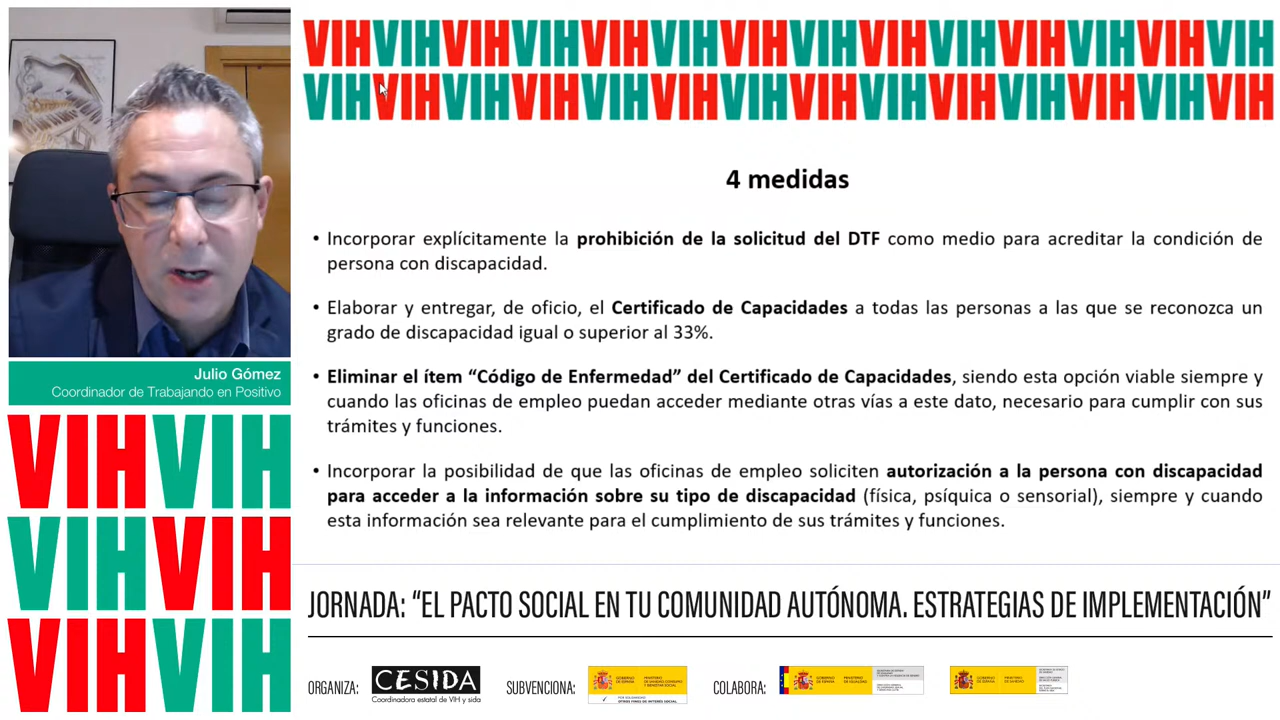 VIHVIHVIHVIHVIHVIHVIHVIHVIHVIHVIHVIHVIHVIH
VIHVIHVIHVIHVIHVIHVIHVIHVIHVIHVIHVIHVIHVIH
4 medidas
• Incorporar explícitamente la prohibición de la solicitud del DTF como medio para acreditar la condición de
persona con discapacidad.
• Elaborar y entregar, de oficio, el Certificado de Capacidades a todas las personas a las que se reconozca un
grado de discapacidad igual o superior al 33%.
• Eliminar el ítem “Código de Enfermedad” del Certificado de Capacidades, siendo esta opción viable siempre y
cuando las oficinas de empleo puedan acceder mediante otras vías a este dato, necesario para cumplir con sus
trámites y funciones.
• Incorporar la posibilidad de que las oficinas de empleo soliciten autorización a la persona con discapacidad
para acceder a la información sobre su tipo de discapacidad (física, psíquica o sensorial), siempre y cuando
esta información sea relevante para el cumplimiento de sus trámites y funciones.
Julio Gómez
Coordinador de Trabajando en Positivo
VIHVIH
VIHVIH
VIHVIH
JORNADA: “EL PACTO SOCIAL EN TU COMUNIDAD AUTÓNOMA. ESTRATEGIAS DE IMPLEMENTACIÓN”
ORGANIZA:
CESIDA
Coordinadora estatal de VIH y sida
SUBVENCIONA:
COLABORA: